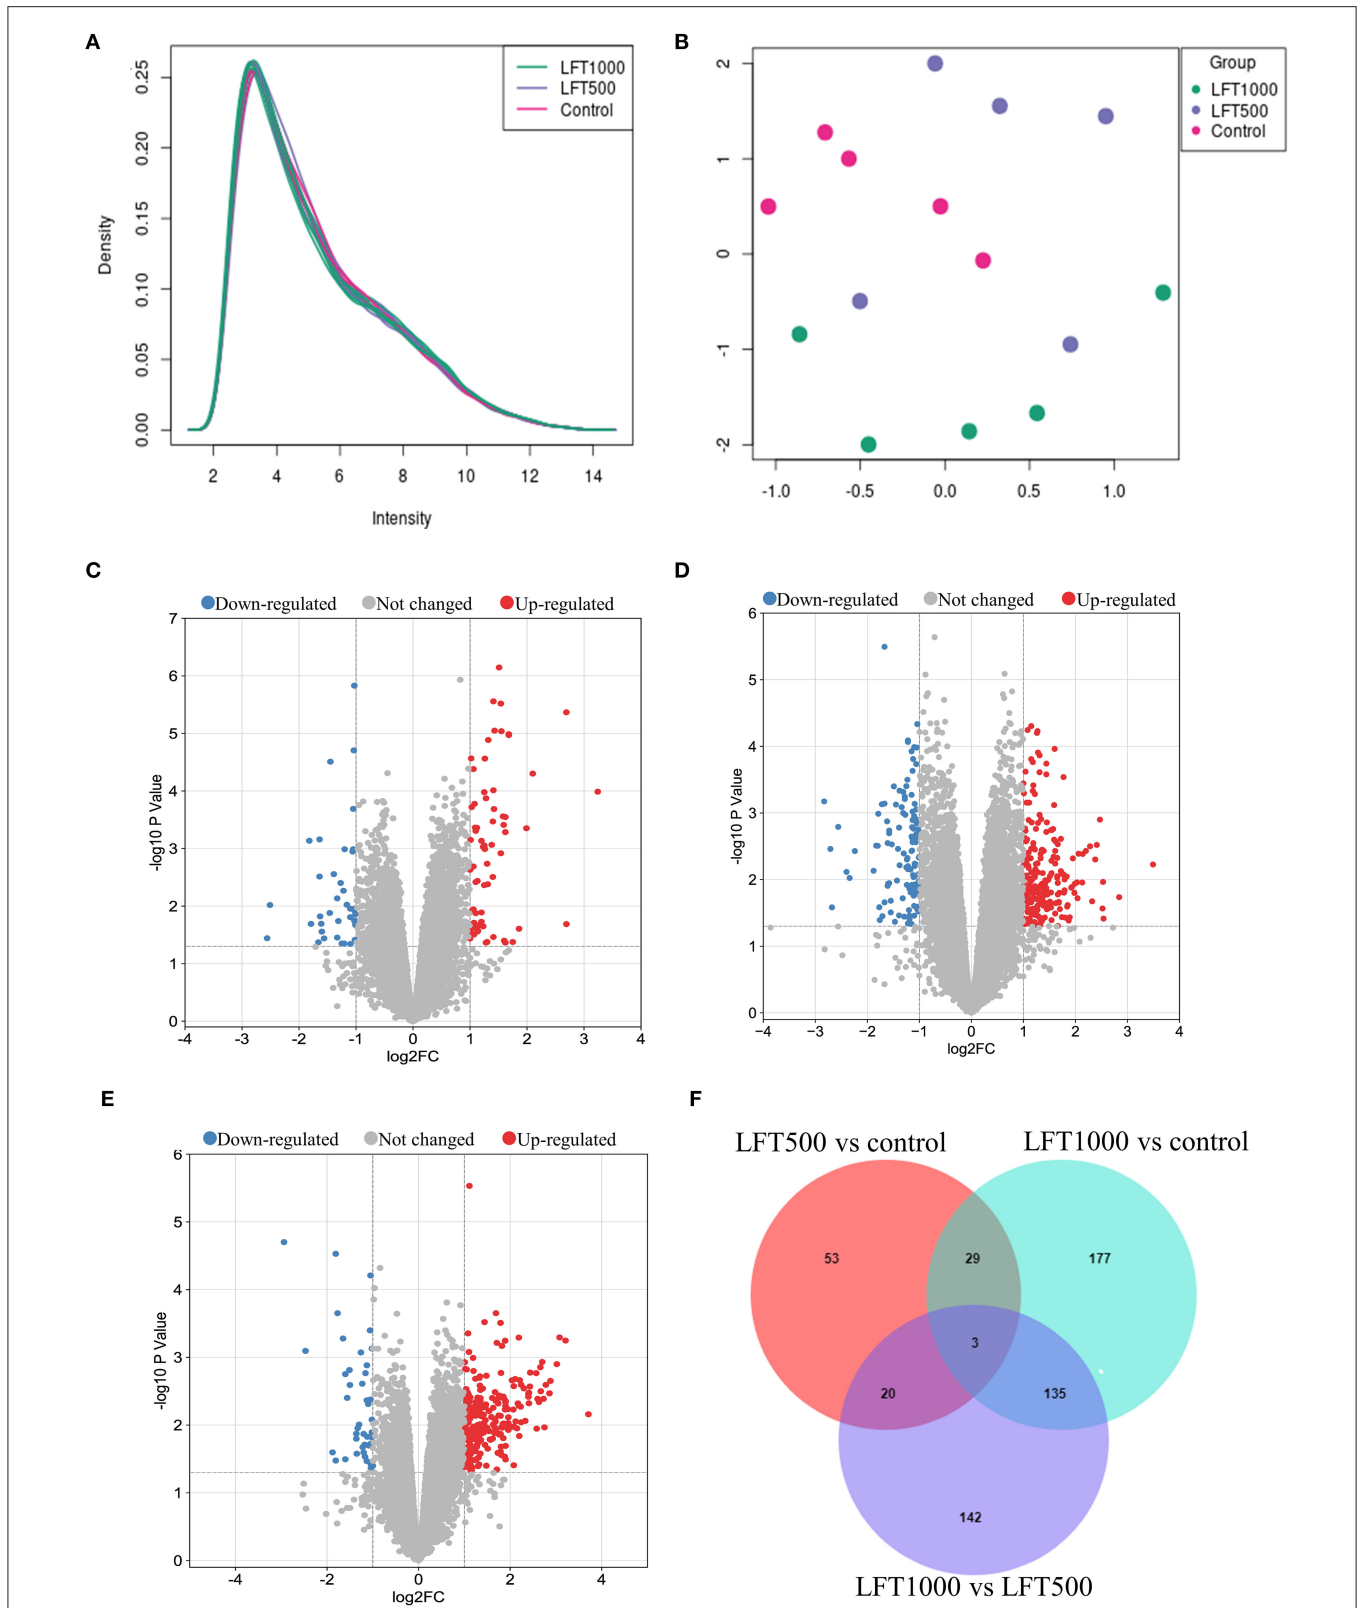 A
LFT1000
LFT500
Control
Density
0.00
0.05
0.10
0.15
0.20
0.25
2 4 6 8 10 12 14
Intensity
B
Group
LFT1000
LFT500
Control
2
1
0
-1
-2
-1.0 -0.5 0.0 0.5 1.0
C
Down-regulated Not changed Up-regulated
-log10 P Value
7
6
5
4
3
2
1
0
-4 -3 -2 -1 0 1 2 3 4
log2FC
D
Down-regulated Not changed Up-regulated
-log10 P Value
6
5
4
3
2
1
0
−4 −3 −2 −1 0 1 2 3 4
log2FC
E
Down-regulated Not changed Up-regulated
-log10 P Value
6
5
4
3
2
1
0
-4 -2 0 2 4
log2FC
F
LFT500 vs control LFT1000 vs control
53 29 177
3
20 135
142
LFT1000 vs LFT500